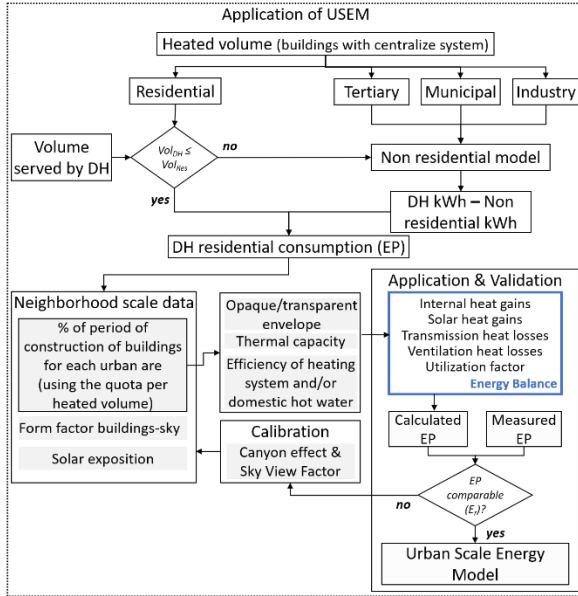 Application of USEM
Heated volume (buildings with centralize system)
Residential
Tertiary
Municipal
Industry
Volume
served by DH
Vol_DH ≤
Vol_Res
no
Non residential model
yes
DH kWh – Non
residential kWh
DH residential consumption (EP)
Neighborhood scale data
% of period of
construction of buildings
for each urban are
(using the quota per
heated volume)
Form factor buildings-sky
Solar exposition
Opaque/transparent
envelope
Thermal capacity
Efficiency of heating
system and/or
domestic hot water
Calibration
Canyon effect &
Sky View Factor
Application & Validation
Internal heat gains
Solar heat gains
Transmission heat losses
Ventilation heat losses
Utilization factor
Energy Balance
Calculated
EP
Measured
EP
EP
comparable
(E_r)?
no
yes
Urban Scale Energy
Model